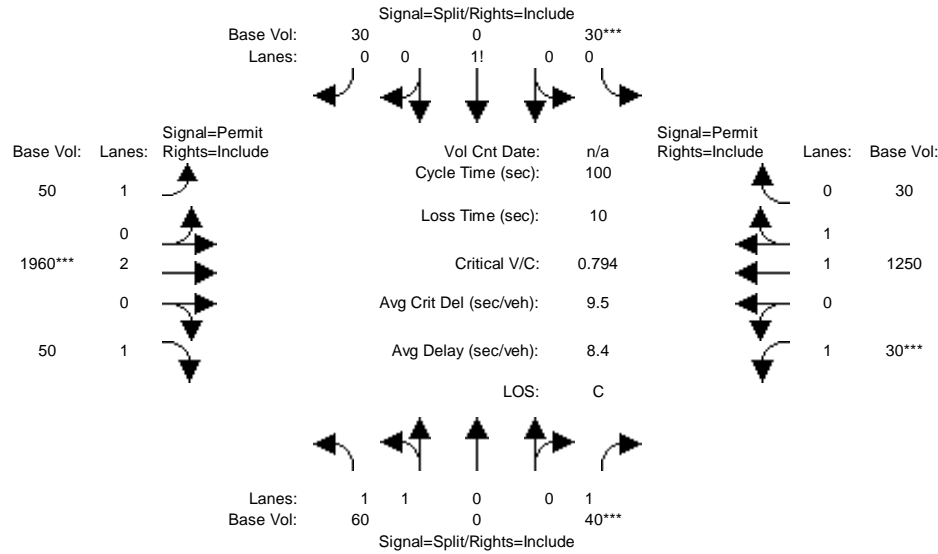 Signal=Split/Rights=Include
Base Vol: 30 0 30***
Lanes: 0 0 1! 0 0
Signal=Permit Signal=Permit
Base Vol: Lanes: Rights=Include Vol Cnt Date: n/a Rights=Include Lanes: Base Vol:
Cycle Time (sec): 100
50 1 0 30
Loss Time (sec): 10
0 1
1960*** 2 Critical V/C: 0.794 1 1250
0 Avg Crit Del (sec/veh): 9.5 0
50 1 Avg Delay (sec/veh): 8.4 1 30***
LOS: C
Lanes: 1 1 0 0 1
Base Vol: 60 0 40***
Signal=Split/Rights=Include